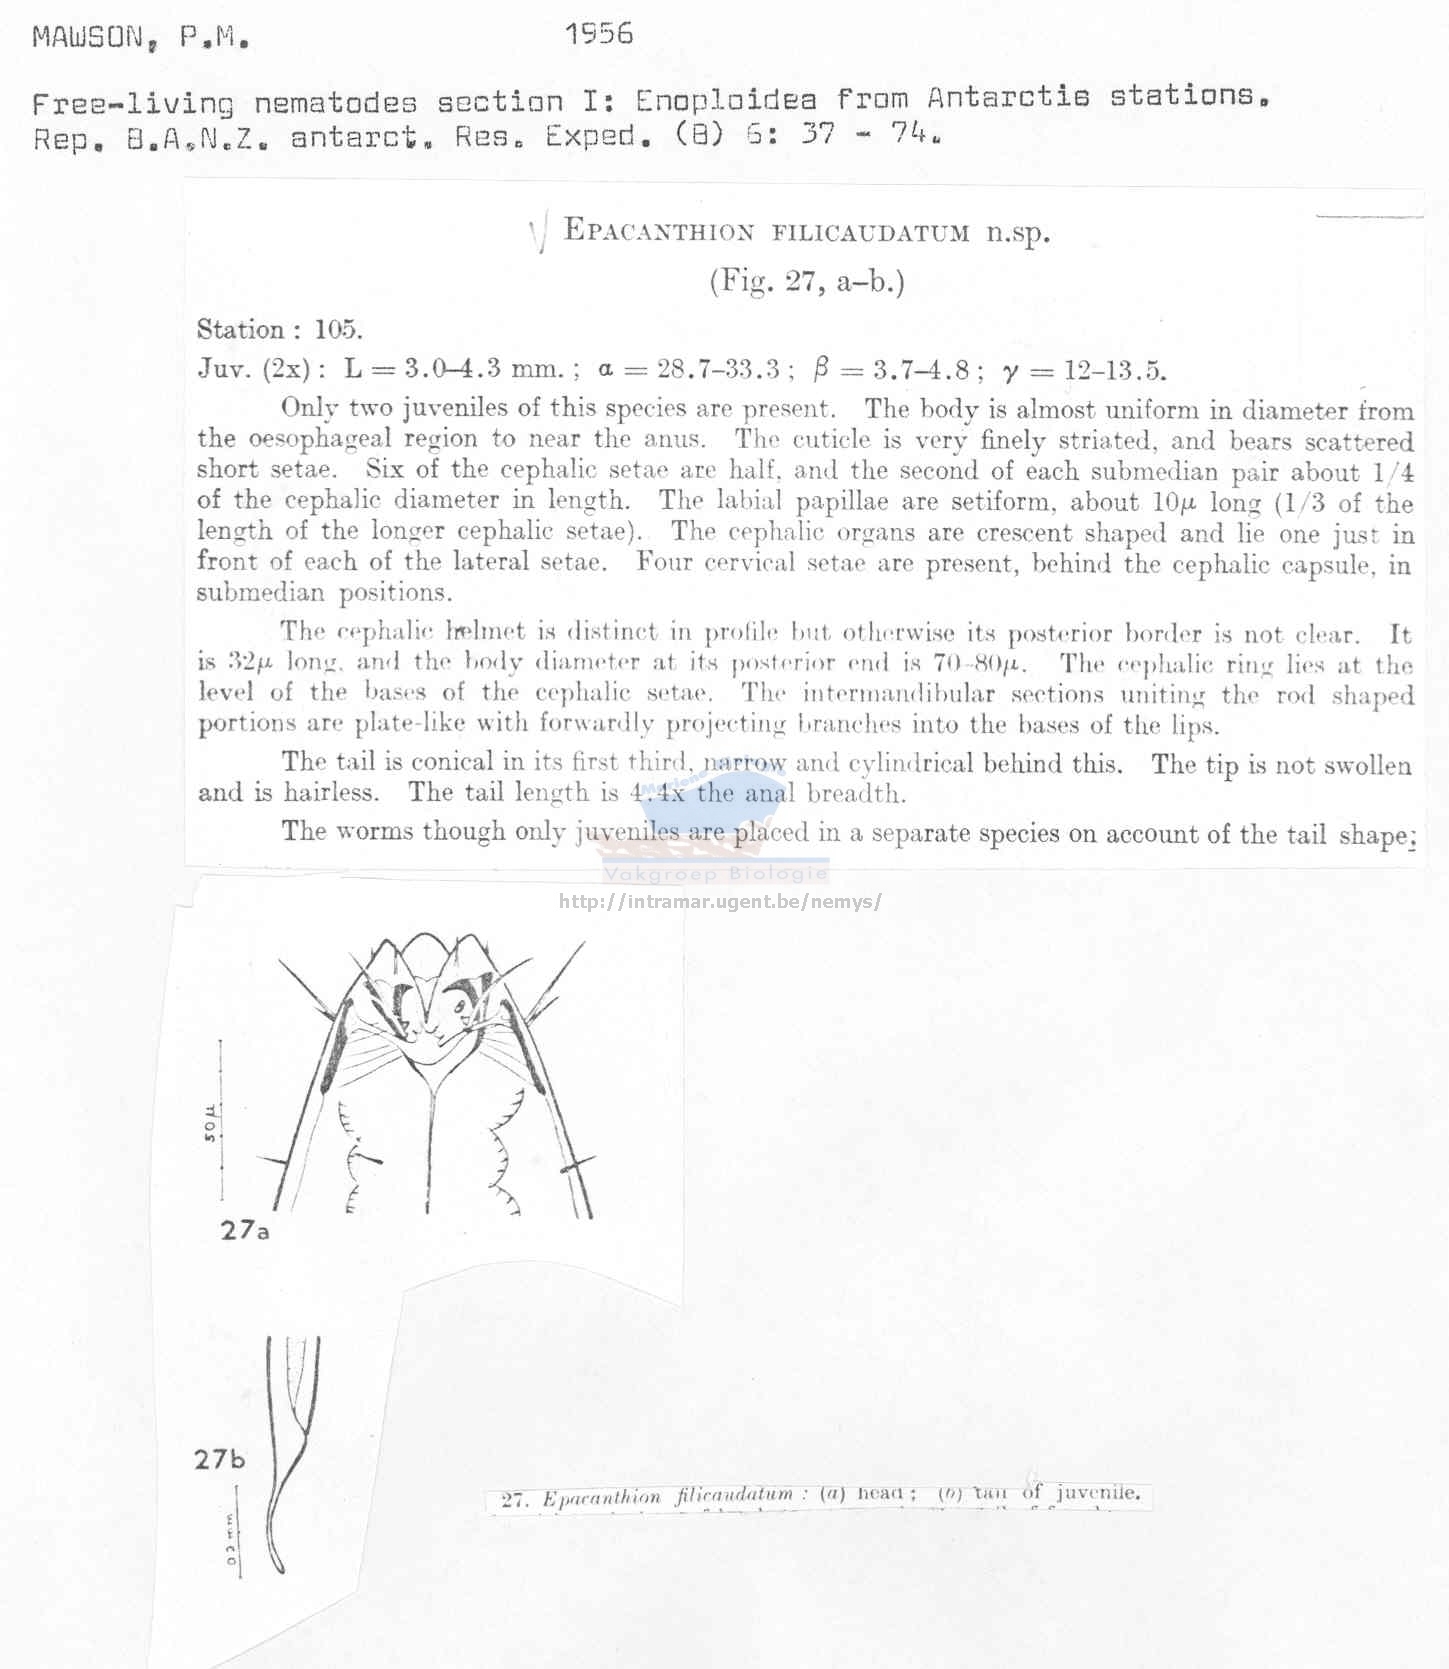 MAWSON, P.M. 1956
Free-living nematodes section I: Enoploidea from Antarctis stations.
Rep. B.A.N.Z. antarct. Res. Exped. (B) 6: 37 - 74.
EPACANTHION FILICAUDATUM n.sp.
(Fig. 27, a–b.)
Station : 105.
Juv. (2x) : L = 3.0–4.3 mm. ; α = 28.7–33.3 ; β = 3.7–4.8 ; γ = 12–13.5.
Only two juveniles of this species are present. The body is almost uniform in diameter from
the oesophageal region to near the anus. The cuticle is very finely striated, and bears scattered
short setae. Six of the cephalic setae are half, and the second of each submedian pair about 1/4
of the cephalic diameter in length. The labial papillae are setiform, about 10μ long (1/3 of the
length of the longer cephalic setae). The cephalic organs are crescent shaped and lie one just in
front of each of the lateral setae. Four cervical setae are present, behind the cephalic capsule, in
submedian positions.
The cephalic helmet is distinct in profile but otherwise its posterior border is not clear. It
is 32μ long, and the body diameter at its posterior end is 70–80μ. The cephalic ring lies at the
level of the bases of the cephalic setae. The intermandibular sections uniting the rod shaped
portions are plate-like with forwardly projecting branches into the bases of the lips.
The tail is conical in its first third, narrow and cylindrical behind this. The tip is not swollen
and is hairless. The tail length is 4.4x the anal breadth.
The worms though only juveniles are placed in a separate species on account of the tail shape;
Vakgroep Biologie
http://intramar.ugent.be/nemys/
50 μ
27a
27b
27. Epacanthion filicaudatum : (a) head ; (b) tail of juvenile.